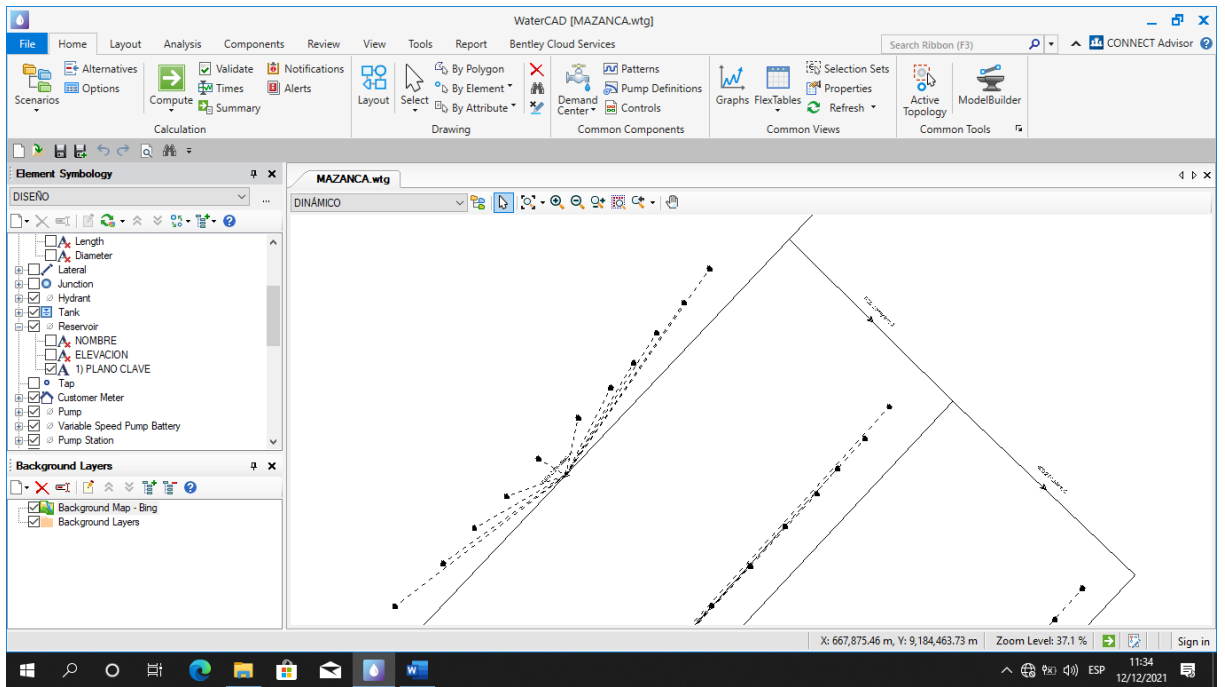 WaterCAD [MAZANCA.wtg]
File Home Layout Analysis Components Review View Tools Report Bentley Cloud Services Search Ribbon (F3) CONNECT Advisor
Scenarios Alternatives Options Compute Validate Times Summary Notifications Alerts
Calculation
Layout Select By Polygon By Element By Attribute
Drawing
Demand Center Patterns Pump Definitions Controls
Common Components
Graphs FlexTables Selection Sets Properties Refresh
Common Views
Active Topology ModelBuilder
Common Tools
Element Symbology
DISEÑO
...
Length
Diameter
Lateral
Junction
Hydrant
Tank
Reservoir
NOMBRE
ELEVACION
1) PLANO CLAVE
Tap
Customer Meter
Pump
Variable Speed Pump Battery
Pump Station
Background Layers
Background Map - Bing
Background Layers
MAZANCA.wtg
DINÁMICO
X: 667,875.46 m, Y: 9,184,463.73 m Zoom Level: 37.1 % Sign in
ESP
11:34
12/12/2021